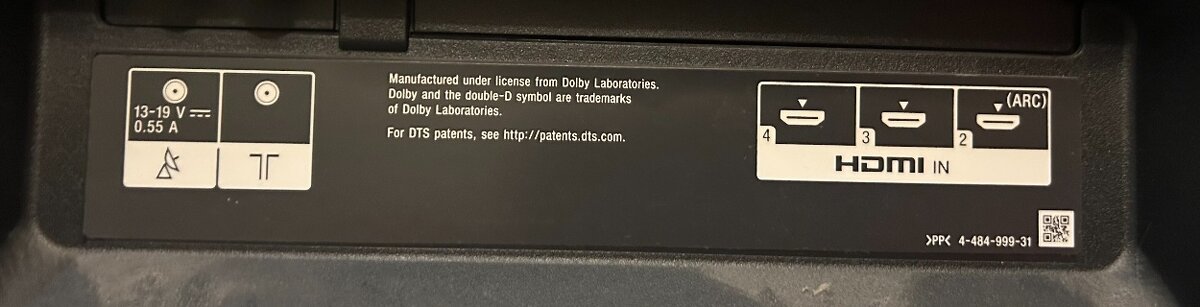 13-19 V ⎓
0.55 A
Manufactured under license from Dolby Laboratories.
Dolby and the double-D symbol are trademarks
of Dolby Laboratories.
For DTS patents, see http://patents.dts.com.
(ARC)
4
3
2
HDMI IN
>PP< 4-484-999-31